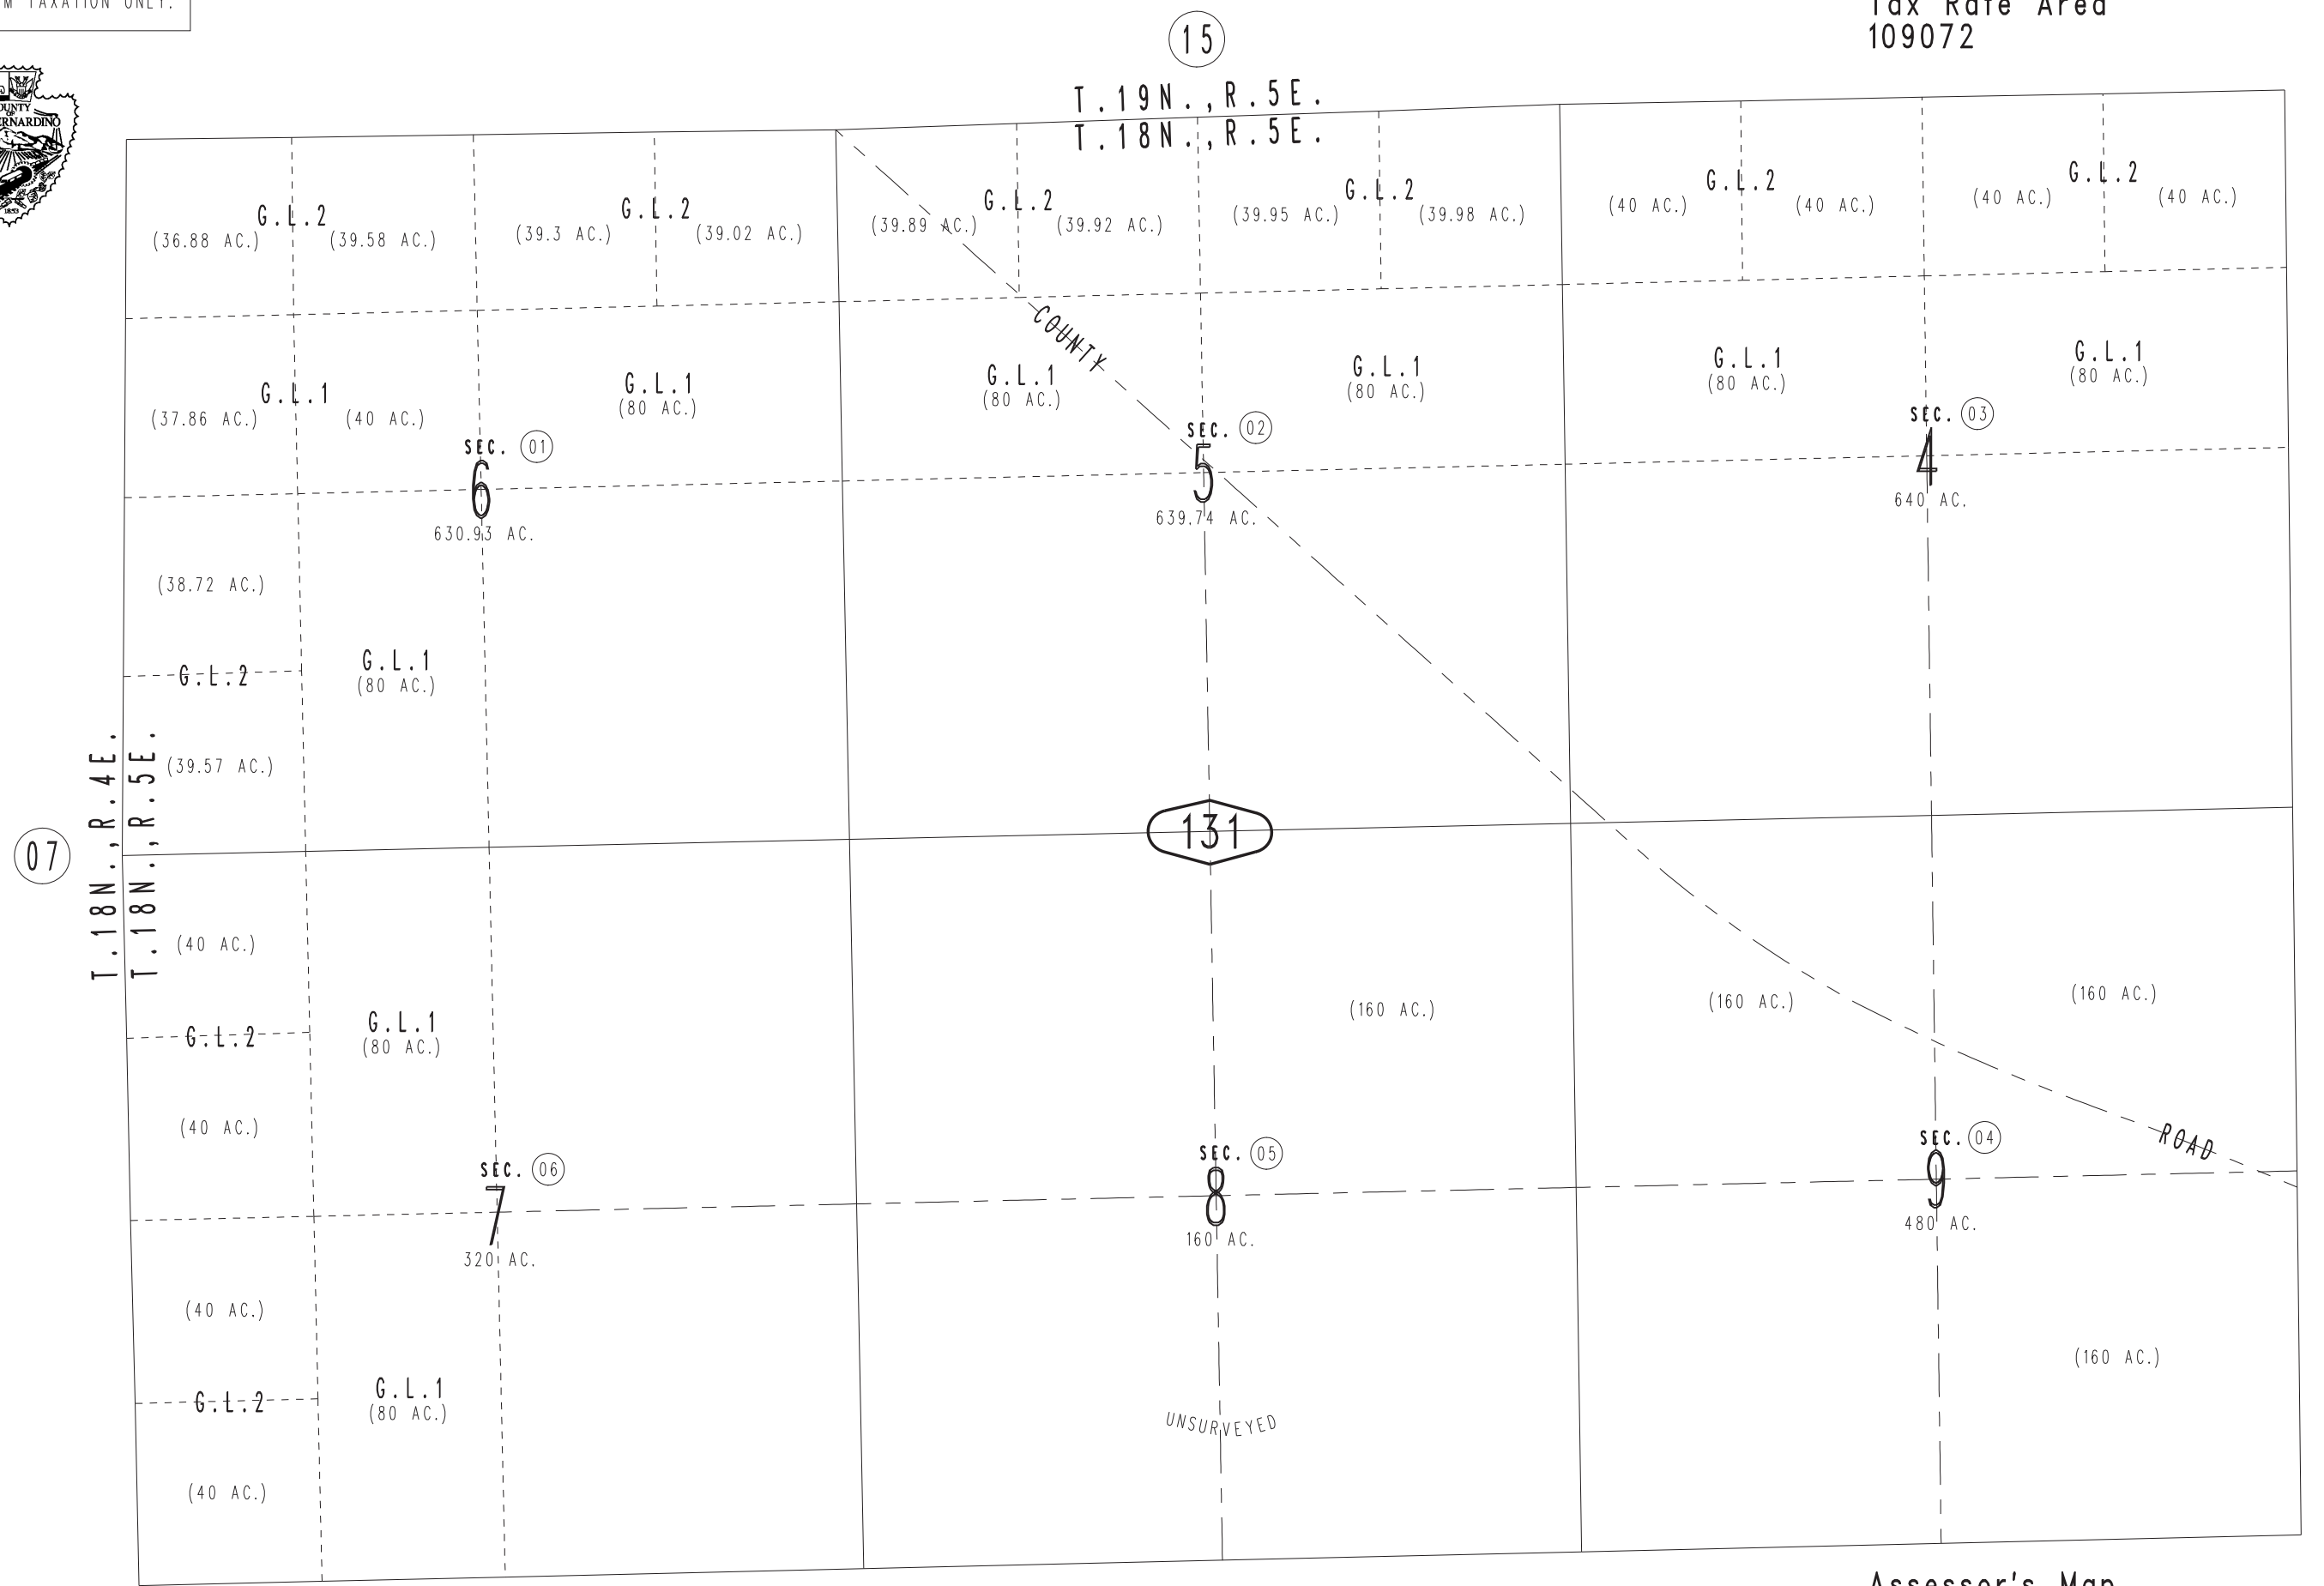 M TAXATION ONLY.
Tax Rate Area
109072
15
T.19N.,R.5E.
T.18N.,R.5E.
COUNTY
OF
1853
G.L.2
(36.88 AC.)
(39.58 AC.)
G.L.2
(39.3 AC.)
(39.02 AC.)
G.L.2
(39.89 AC.)
(39.92 AC.)
G.L.2
(39.95 AC.)
(39.98 AC.)
G.L.2
(40 AC.)
(40 AC.)
G.L.2
(40 AC.)
(40 AC.)
COUNTY
G.L.1
(37.86 AC.)
(40 AC.)
G.L.1
(80 AC.)
G.L.1
(80 AC.)
G.L.1
(80 AC.)
G.L.1
(80 AC.)
G.L.1
(80 AC.)
SEC. 01
6
630.93 AC.
SEC. 02
5
639.74 AC.
SEC. 03
4
640 AC.
(38.72 AC.)
G.L.2
(39.57 AC.)
G.L.1
(80 AC.)
07
T.18N.,R.4E.
T.18N.,R.5E.
131
(40 AC.)
G.L.2
(40 AC.)
G.L.1
(80 AC.)
(160 AC.)
(160 AC.)
(160 AC.)
ROAD
SEC. 06
7
320 AC.
SEC. 05
8
160 AC.
SEC. 04
9
480 AC.
(40 AC.)
G.L.2
(40 AC.)
G.L.1
(80 AC.)
UNSURVEYED
(160 AC.)
Assessor's Map